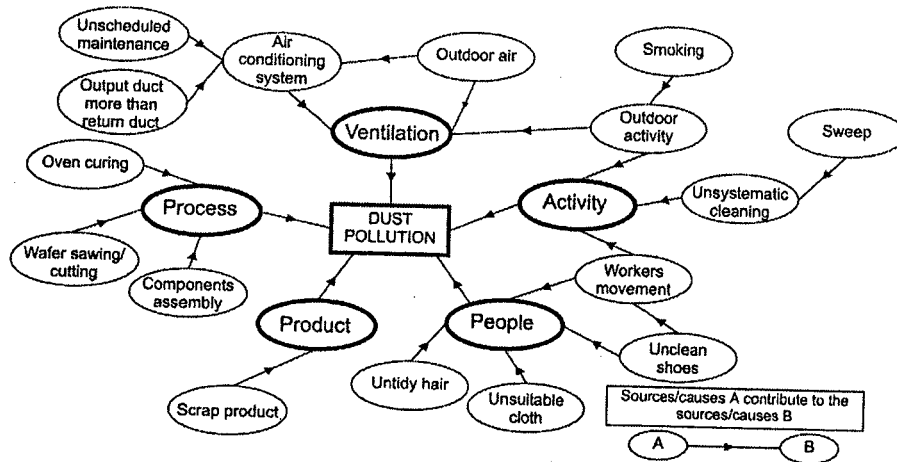 Unscheduled
maintenance
Air
conditioning
system
Outdoor air
Smoking
Output duct
more than
return duct
Ventilation
Outdoor
activity
Sweep
Oven curing
Process
DUST
POLLUTION
Activity
Unsystematic
cleaning
Wafer sawing/
cutting
Components
assembly
Workers
movement
Product
People
Unclean
shoes
Untidy hair
Scrap product
Unsuitable
cloth
Sources/causes A contribute to the
sources/causes B
A
B